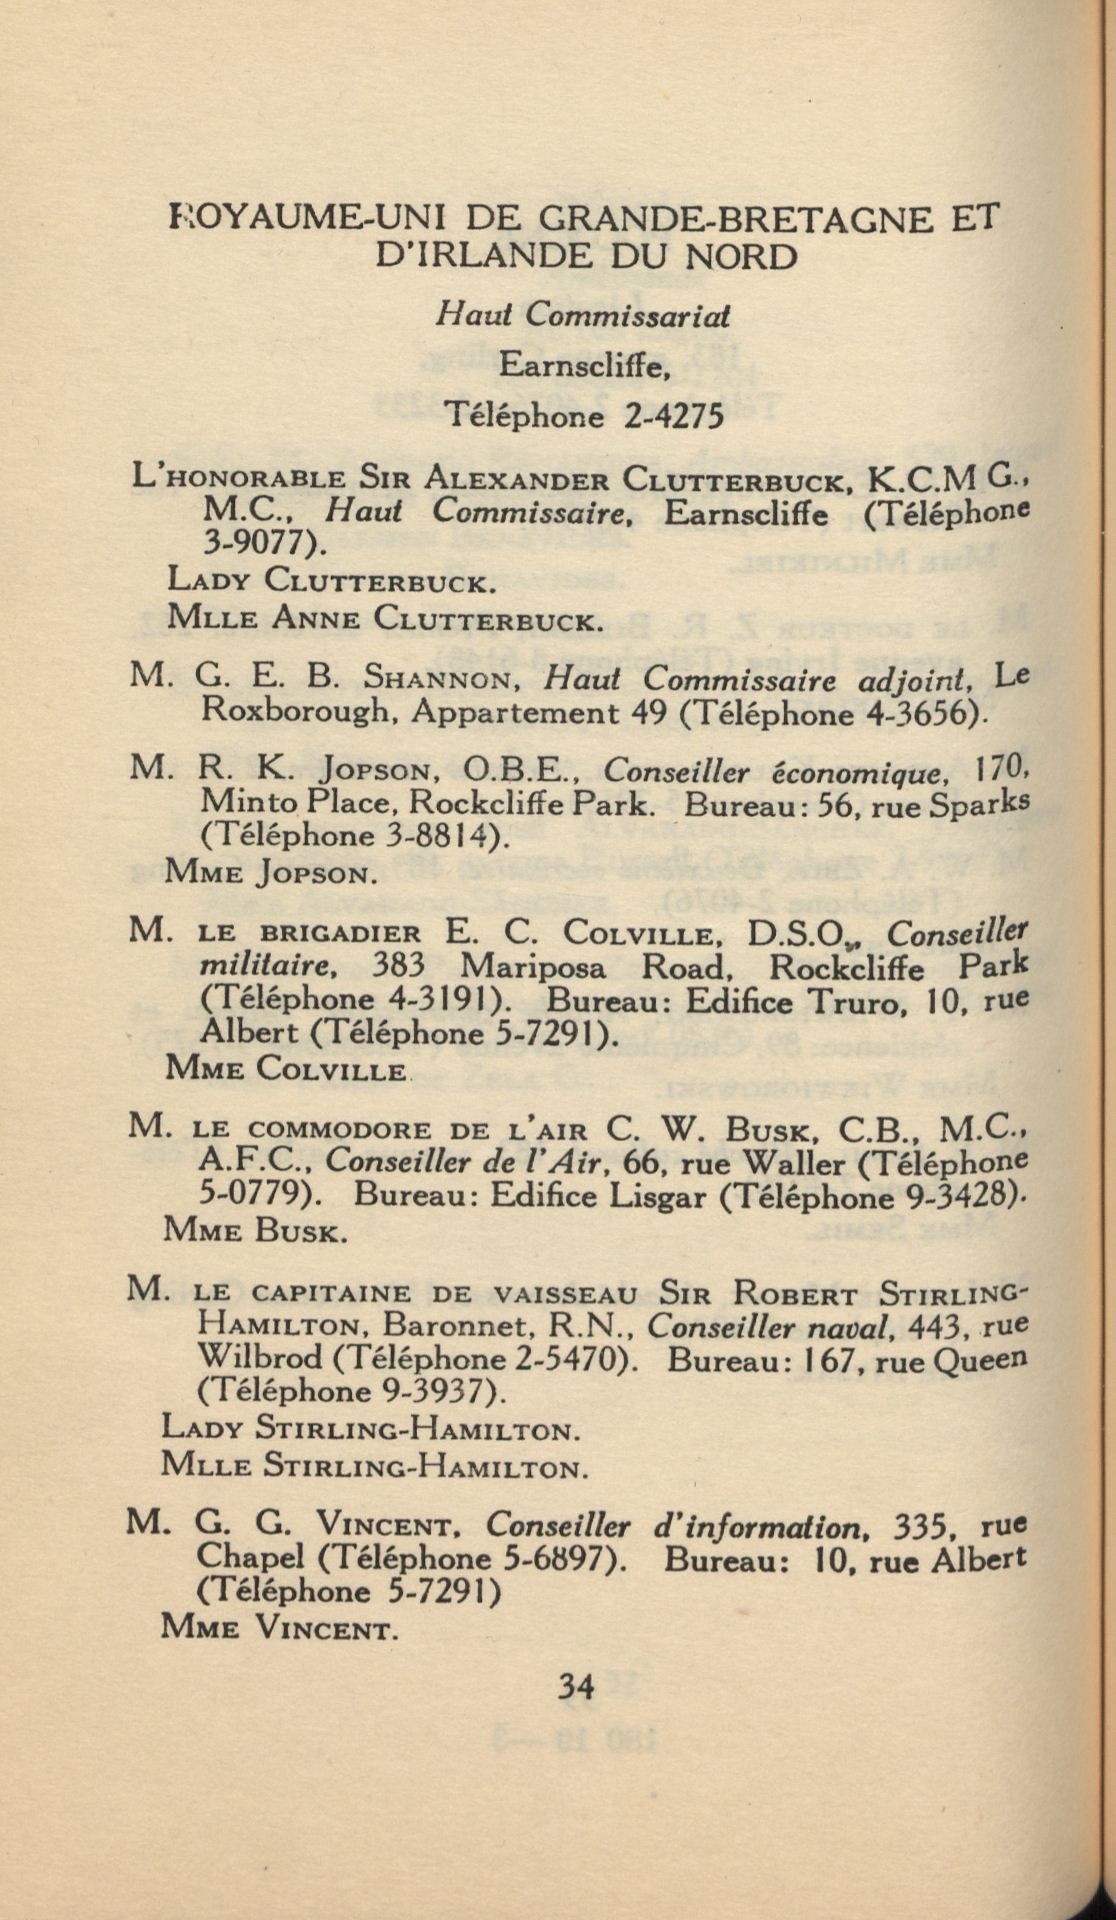 ROYAUME-UNI DE GRANDE-BRETAGNE ET
D'IRLANDE DU NORD
Haut Commissariat
Earnscliffe,
Téléphone 2-4275
L'HONORABLE SIR ALEXANDER CLUTTERBUCK, K.C.M G.,
M.C., Haut Commissaire, Earnscliffe (Téléphone
3-9077).
LADY CLUTTERBUCK.
MLLE ANNE CLUTTERBUCK.
M. G. E. B. SHANNON, Haut Commissaire adjoint, Le
Roxborough, Appartement 49 (Téléphone 4-3656).
M. R. K. JOPSON, O.B.E., Conseiller économique, 170,
Minto Place, Rockcliffe Park. Bureau: 56, rue Sparks
(Téléphone 3-8814).
MME JOPSON.
M. LE BRIGADIER E. C. COLVILLE, D.S.O., Conseiller
militaire, 383 Mariposa Road, Rockcliffe Park
(Téléphone 4-3191). Bureau: Edifice Truro, 10, rue
Albert (Téléphone 5-7291).
MME COLVILLE.
M. LE COMMODORE DE L'AIR C. W. BUSK, C.B., M.C.,
A.F.C., Conseiller de l'Air, 66, rue Waller (Téléphone
5-0779). Bureau: Edifice Lisgar (Téléphone 9-3428).
MME BUSK.
M. LE CAPITAINE DE VAISSEAU SIR ROBERT STIRLING-
HAMILTON, Baronnet, R.N., Conseiller naval, 443, rue
Wilbrod (Téléphone 2-5470). Bureau: 167, rue Queen
(Téléphone 9-3937).
LADY STIRLING-HAMILTON.
MLLE STIRLING-HAMILTON.
M. G. G. VINCENT, Conseiller d'information, 335, rue
Chapel (Téléphone 5-6897). Bureau: 10, rue Albert
(Téléphone 5-7291)
MME VINCENT.
34